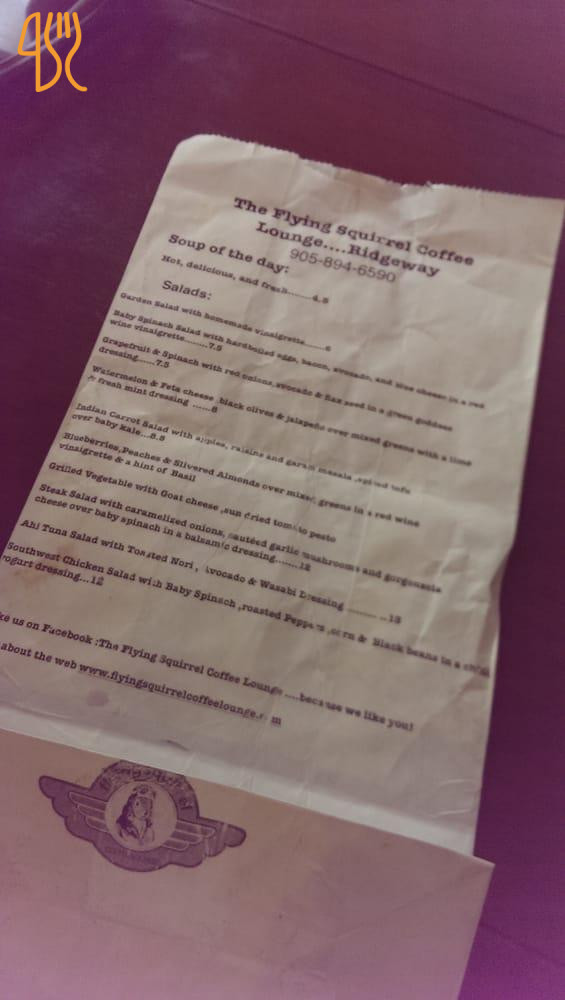 The Flying Squirrel Coffee
Lounge....Ridgeway
905-894-6590
Soup of the day:
Hot, delicious, and fresh.......4.5
Salads:
Garden Salad with homemade vinaigrette......6
Baby Spinach Salad with hardboiled eggs, bacon, avocado, and blue cheese in a red
wine vinaigrette........7.5
Grapefruit & Spinach with red onions, avocado & flax seed in a green goddess
dressing......7.5
Watermelon & Feta cheese ,black olives & jalapeño over mixed greens with a lime
& fresh mint dressing ......8
Indian Carrot Salad with apples, raisins and garam masala ,spiced tofu
over baby kale...8.5
Blueberries,Peaches & Slivered Almonds over mixed greens in a red wine
vinaigrette & a hint of Basil
Grilled Vegetable with Goat cheese ,sun dried tomato pesto
Steak Salad with caramelized onions, sautéed garlic mushrooms and gorgonzola
cheese over baby spinach in a balsamic dressing.......12
Ahi Tuna Salad with Toasted Nori , Avocado & Wasabi Dressing ......... ..13
Southwest Chicken Salad with Baby Spinach ,roasted Peppers ,corn & Black beans in a
yogurt dressing...12
us on Facebook :The Flying Squirrel Coffee Lounge ....because we like you!
about the web www.flyingsquirrelcoffeelounge.com